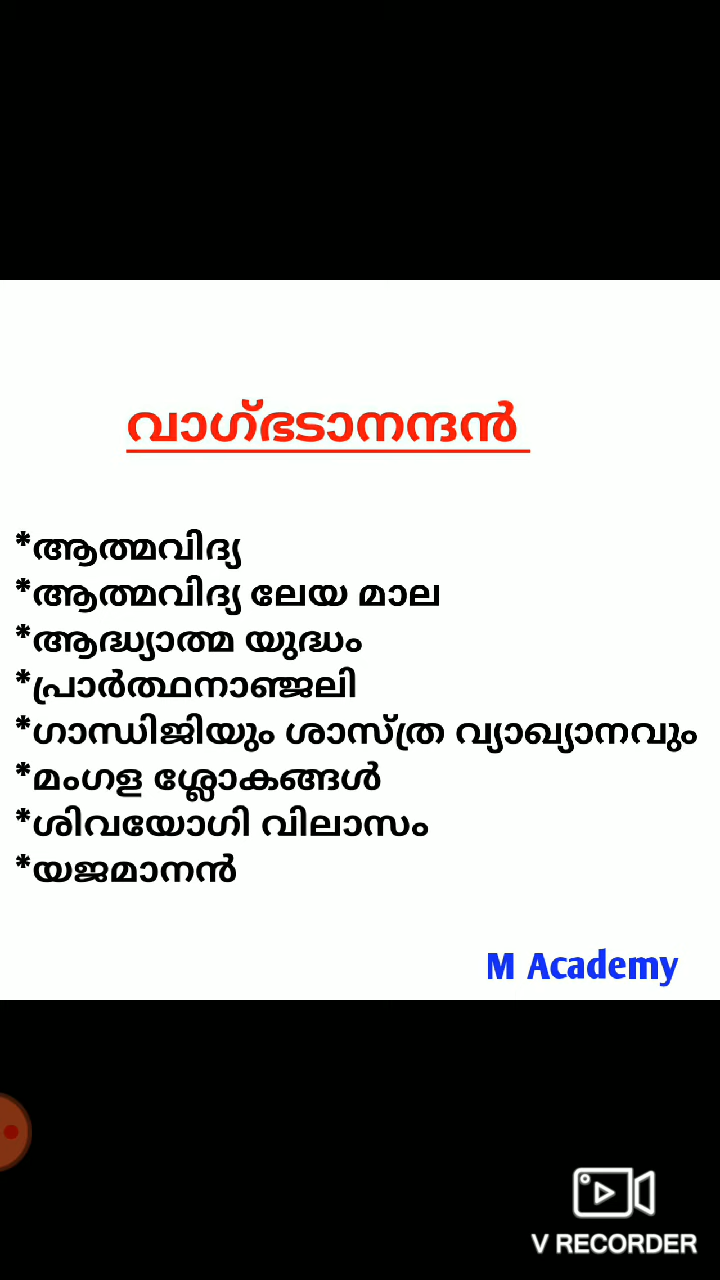 വാഗ്ഭടാനന്ദൻ
*ആത്മവിദ്യ
*ആത്മവിദ്യ ലേയ മാല
*ആദ്ധ്യാത്മ യുദ്ധം
*പ്രാർത്ഥനാഞ്ജലി
*ഗാന്ധിജിയും ശാസ്ത്ര വ്യാഖ്യാനവും
*മംഗള ശ്ലോകങ്ങൾ
*ശിവയോഗി വിലാസം
*യജമാനൻ
M Academy
V RECORDER